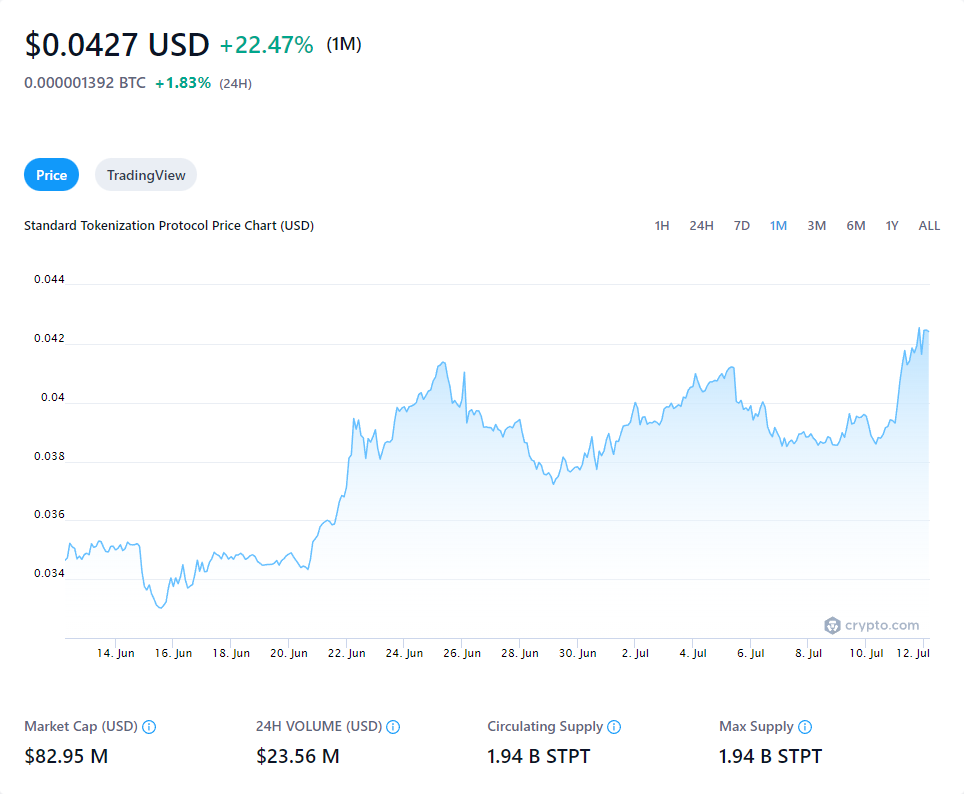 $0.0427 USD +22.47% (1M)
0.000001392 BTC +1.83% (24H)
Price TradingView
Standard Tokenization Protocol Price Chart (USD) 1H 24H 7D 1M 3M 6M 1Y ALL
0.044
0.042
0.04
0.038
0.036
0.034
crypto.com
14. Jun 16. Jun 18. Jun 20. Jun 22. Jun 24. Jun 26. Jun 28. Jun 30. Jun 2. Jul 4. Jul 6. Jul 8. Jul 10. Jul 12. Jul
Market Cap (USD) 24H VOLUME (USD) Circulating Supply Max Supply
$82.95 M $23.56 M 1.94 B STPT 1.94 B STPT